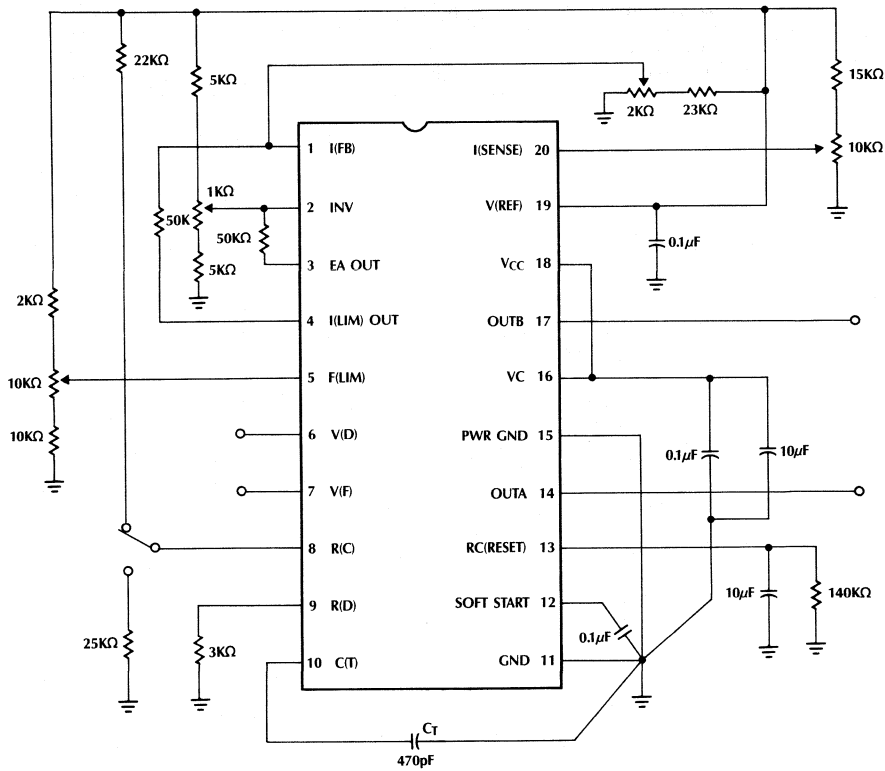 22KΩ
5KΩ
15KΩ
2KΩ
23KΩ
10KΩ
1 I(FB)
I(SENSE) 20
1KΩ
2 INV
V(REF) 19
50K
50KΩ
0.1μF
5KΩ
3 EA OUT
VCC 18
2KΩ
4 I(LIM) OUT
OUTB 17
10KΩ
5 F(LIM)
VC 16
10KΩ
6 V(D)
PWR GND 15
0.1μF
10μF
7 V(F)
OUTA 14
8 R(C)
RC(RESET) 13
10μF
140KΩ
9 R(D)
SOFT START 12
25KΩ
3KΩ
0.1μF
10 C(T)
GND 11
CT
470pF